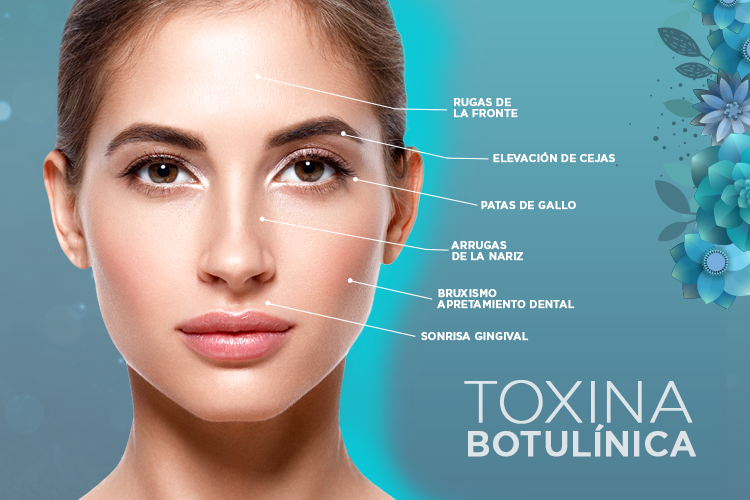 RUGAS DE
LA FRONTE
ELEVACIÓN DE CEJAS
PATAS DE GALLO
ARRUGAS
DE LA NARIZ
BRUXISMO
APRETAMIENTO DENTAL
SONRISA GINGIVAL
TOXINA
BOTULÍNICA